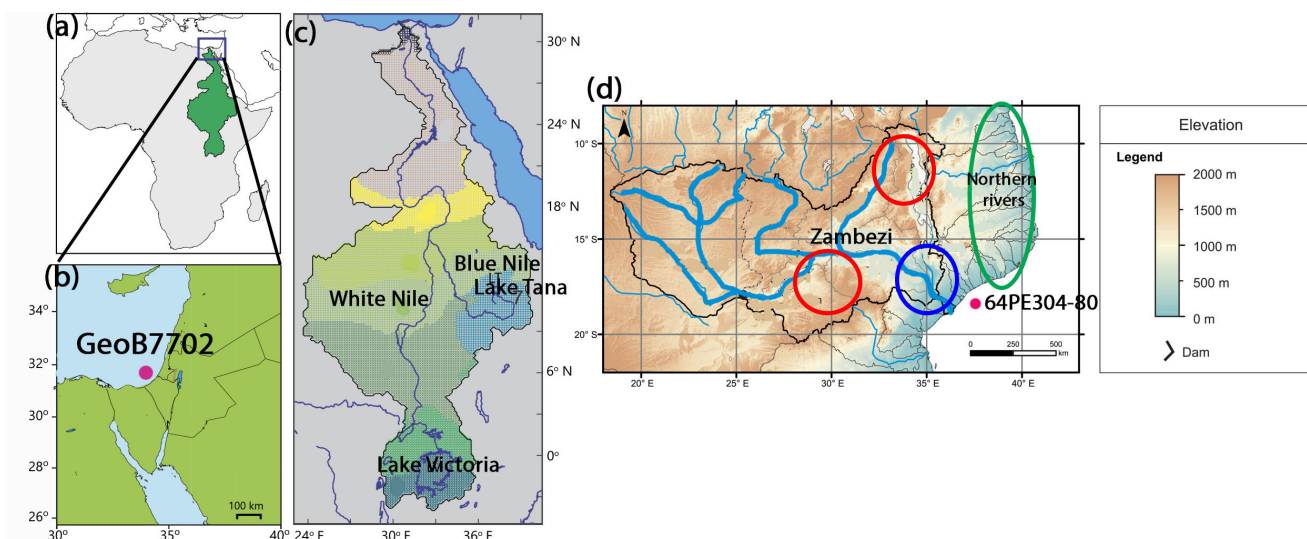 (a)
(b)
34°
32°
30°
28°
26°
GeoB7702
100 km
30°
35°
40°
(c)
30° N
24° N
18° N
12° N
6° N
0°
Blue Nile
Lake Tana
White Nile
Lake Victoria
24° E
30° E
36° E
(d)
N
10° S
15° S
20° S
Northern
rivers
Zambezi
64PE304-80
0
250
500
km
20° E
25° E
30° E
35° E
40° E
Elevation
Legend
2000 m
1500 m
1000 m
500 m
0 m
Dam